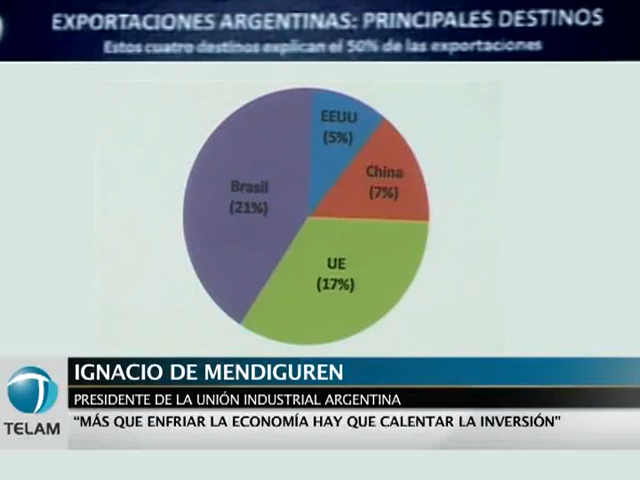 EXPORTACIONES ARGENTINAS: PRINCIPALES DESTINOS
Estos cuatro destinos explican el 50% de las exportaciones
EEUU
(5%)
China
(7%)
Brasil
(21%)
UE
(17%)
IGNACIO DE MENDIGUREN
PRESIDENTE DE LA UNIÓN INDUSTRIAL ARGENTINA
TELAM
“MÁS QUE ENFRIAR LA ECONOMÍA HAY QUE CALENTAR LA INVERSIÓN”